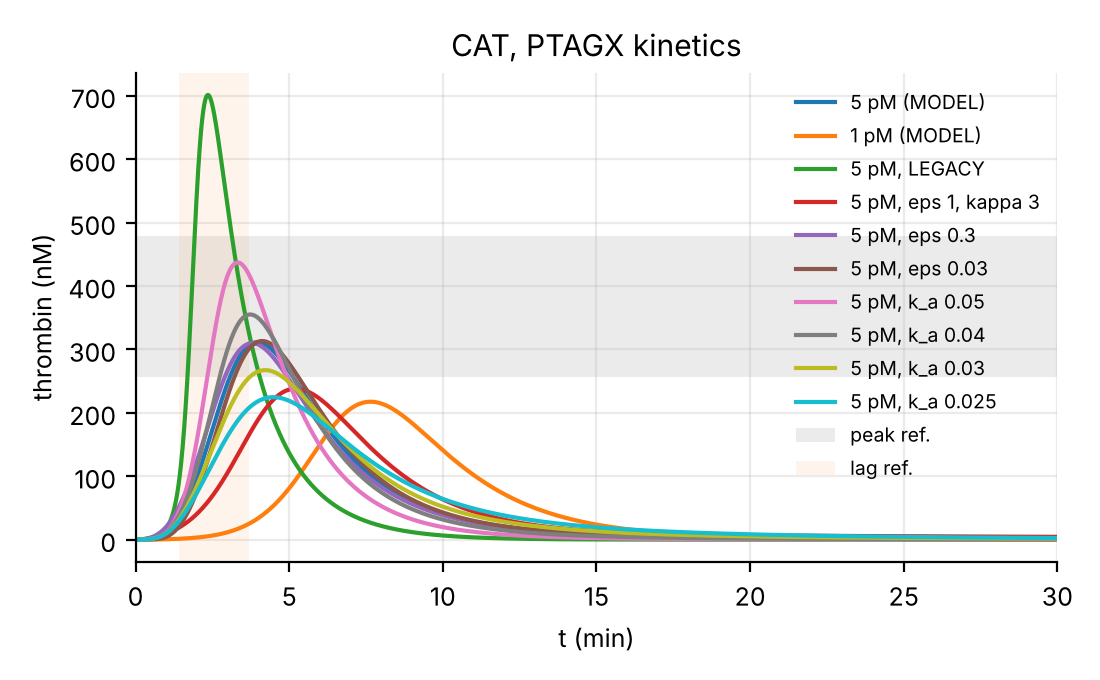 CAT, PTAGX kinetics
thrombin (nM)
700
600
500
400
300
200
100
0
0 5 10 15 20 25 30
t (min)
5 pM (MODEL)
1 pM (MODEL)
5 pM, LEGACY
5 pM, eps 1, kappa 3
5 pM, eps 0.3
5 pM, eps 0.03
5 pM, k_a 0.05
5 pM, k_a 0.04
5 pM, k_a 0.03
5 pM, k_a 0.025
peak ref.
lag ref.